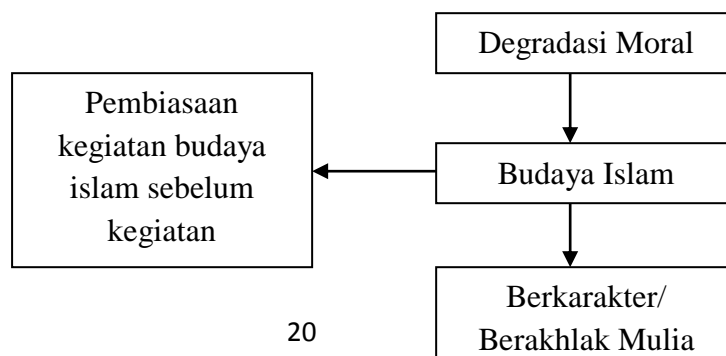 Degradasi Moral
Pembiasaan
kegiatan budaya
islam sebelum
kegiatan
Budaya Islam
Berkarakter/
Berakhlak Mulia
20